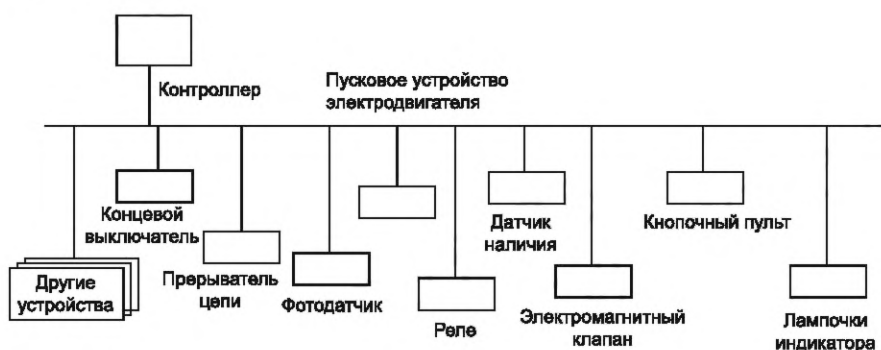 Контроллер
Пусковое устройство
электродвигателя
Концевой
выключатель
Датчик
наличия
Кнопочный пульт
Прерыватель
цепи
Фотодатчик
Другие
устройства
Реле
Электромагнитный
клапан
Лампочки
индикатора